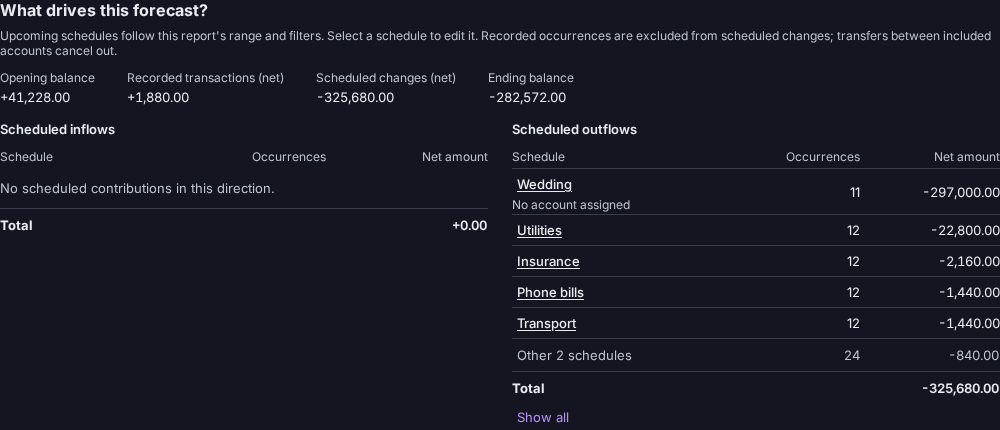 What drives this forecast?
Upcoming schedules follow this report's range and filters. Select a schedule to edit it. Recorded occurrences are excluded from scheduled changes; transfers between included
accounts cancel out.
Opening balance Recorded transactions (net) Scheduled changes (net) Ending balance
+41,228.00 +1,880.00 -325,680.00 -282,572.00
Scheduled inflows
Schedule Occurrences Net amount
No scheduled contributions in this direction.
Total +0.00
Scheduled outflows
Schedule Occurrences Net amount
Wedding 11 -297,000.00
No account assigned
Utilities 12 -22,800.00
Insurance 12 -2,160.00
Phone bills 12 -1,440.00
Transport 12 -1,440.00
Other 2 schedules 24 -840.00
Total -325,680.00
Show all